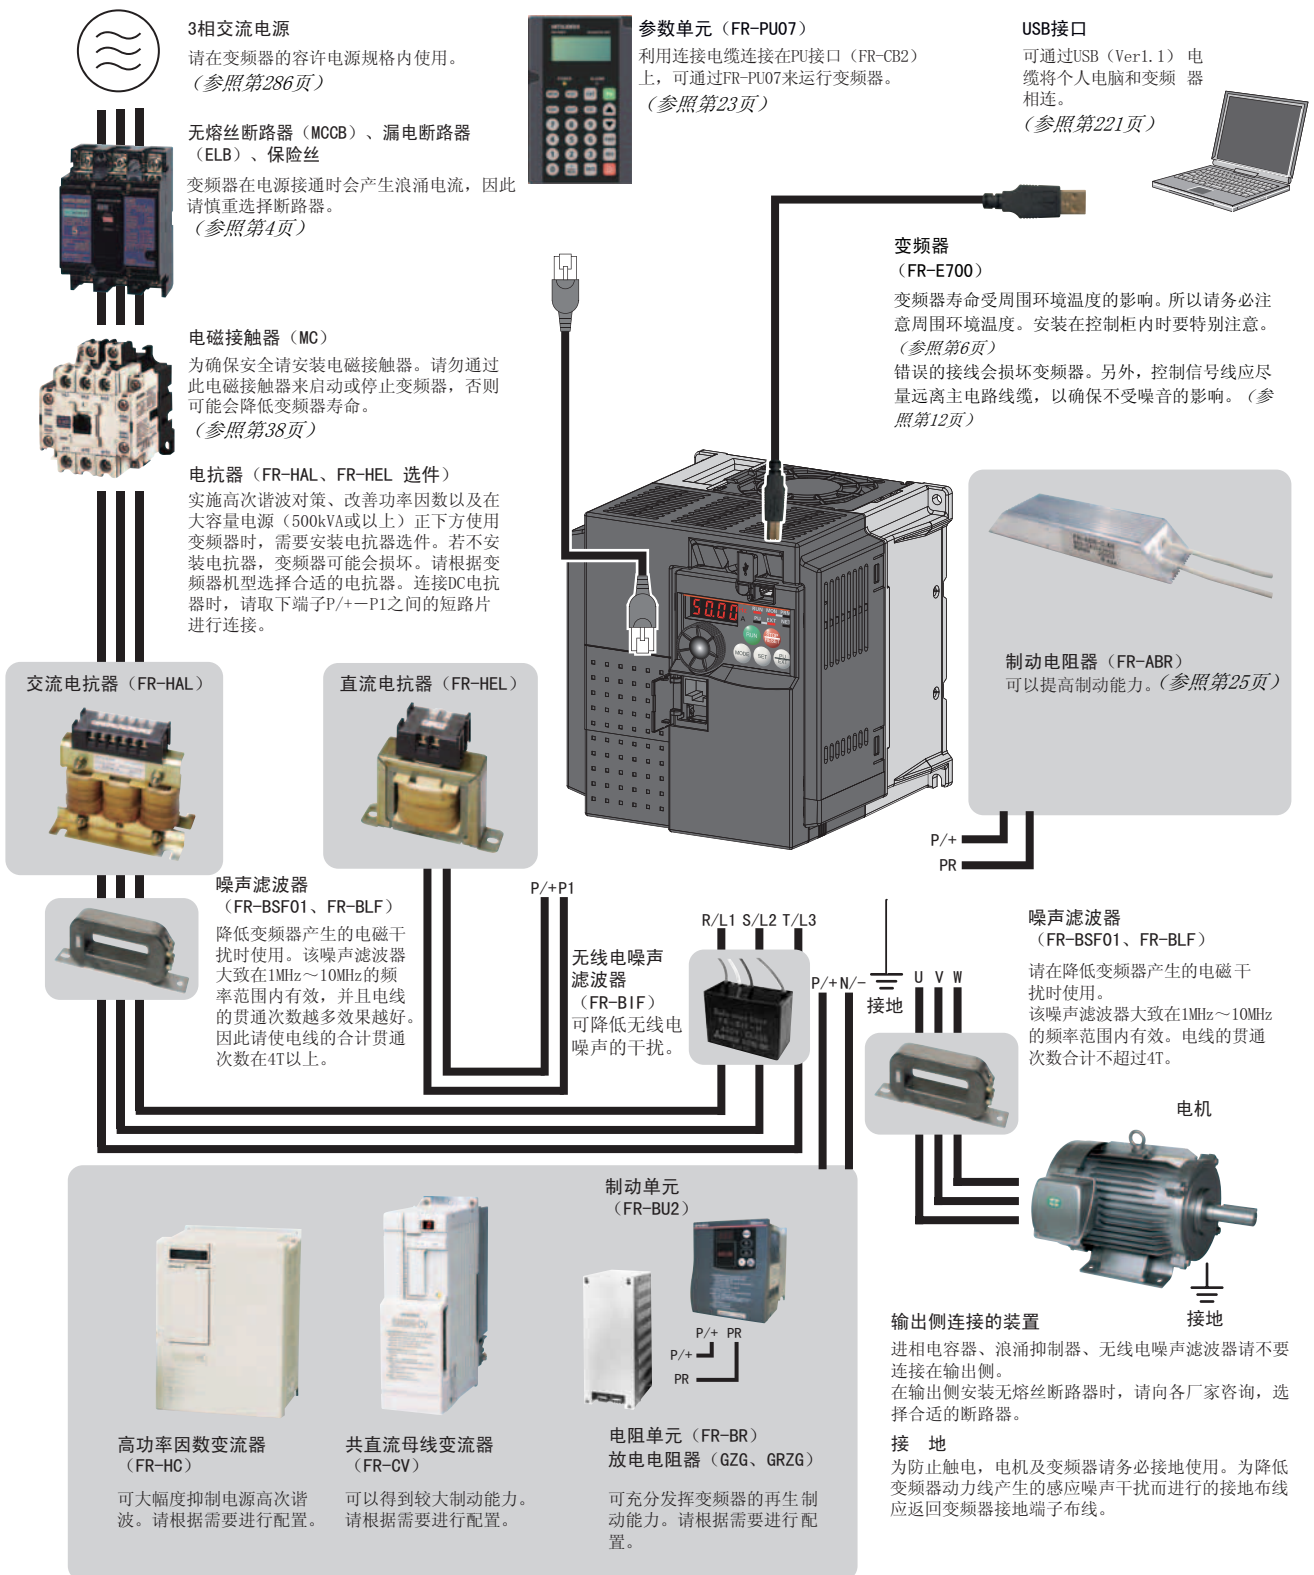 3相交流电源
请在变频器的容许电源规格内使用。
（参照第286页）
无熔丝断路器（MCCB）、漏电断路器
（ELB）、保险丝
变频器在电源接通时会产生浪涌电流，因此
请慎重选择断路器。
（参照第4页）
电磁接触器（MC）
为确保安全请安装电磁接触器。请勿通过
此电磁接触器来启动或停止变频器，否则
可能会降低变频器寿命。
（参照第38页）
电抗器（FR-HAL、FR-HEL 选件）
实施高次谐波对策、改善功率因数以及在
大容量电源（500kVA或以上）正下方使用
变频器时，需要安装电抗器选件。若不安
装电抗器，变频器可能会损坏。请根据变
频器机型选择合适的电抗器。连接DC电抗
器时，请取下端子P/+－P1之间的短路片
进行连接。
参数单元（FR-PU07）
利用连接电缆连接在PU接口（FR-CB2）
上，可通过FR-PU07来运行变频器。
（参照第23页）
USB接口
可通过USB（Ver1.1） 电
缆将个人电脑和变频 器
相连。
（参照第221页）
变频器
（FR-E700）
变频器寿命受周围环境温度的影响。所以请务必注
意周围环境温度。安装在控制柜内时要特别注意。
（参照第6页）
错误的接线会损坏变频器。另外，控制信号线应尽
量远离主电路线缆，以确保不受噪音的影响。（参
照第12页）
50.00
RUN MON PRM
A PU EXT NET
RUN
STOP
RESET
MODE
SET
PU
EXT
制动电阻器（FR-ABR）
可以提高制动能力。（参照第25页）
P/+
PR
交流电抗器（FR-HAL）
直流电抗器（FR-HEL）
噪声滤波器
（FR-BSF01、FR-BLF）
降低变频器产生的电磁干
扰时使用。该噪声滤波器
大致在1MHz～10MHz的频
率范围内有效，并且电线
的贯通次数越多效果越好。
因此请使电线的合计贯通
次数在4T以上。
P/+ P1
无线电噪声
滤波器
（FR-BIF）
可降低无线电
噪声的干扰。
R/L1 S/L2 T/L3
P/+ N/-
接地
U V W
噪声滤波器
（FR-BSF01、FR-BLF）
请在降低变频器产生的电磁干
扰时使用。
该噪声滤波器大致在1MHz～10MHz
的频率范围内有效。电线的贯通
次数合计不超过4T。
电机
接地
制动单元
（FR-BU2）
P/+ PR
P/+
PR
高功率因数变流器
（FR-HC）
可大幅度抑制电源高次谐
波。请根据需要进行配置。
共直流母线变流器
（FR-CV）
可以得到较大制动能力。
请根据需要进行配置。
电阻单元（FR-BR）
放电电阻器（GZG、GRZG）
可充分发挥变频器的再生制
动能力。请根据需要进行配
置。
输出侧连接的装置
进相电容器、浪涌抑制器、无线电噪声滤波器请不要
连接在输出侧。
在输出侧安装无熔丝断路器时，请向各厂家咨询，选
择合适的断路器。
接 地
为防止触电，电机及变频器请务必接地使用。为降低
变频器动力线产生的感应噪声干扰而进行的接地布线
应返回变频器接地端子布线。